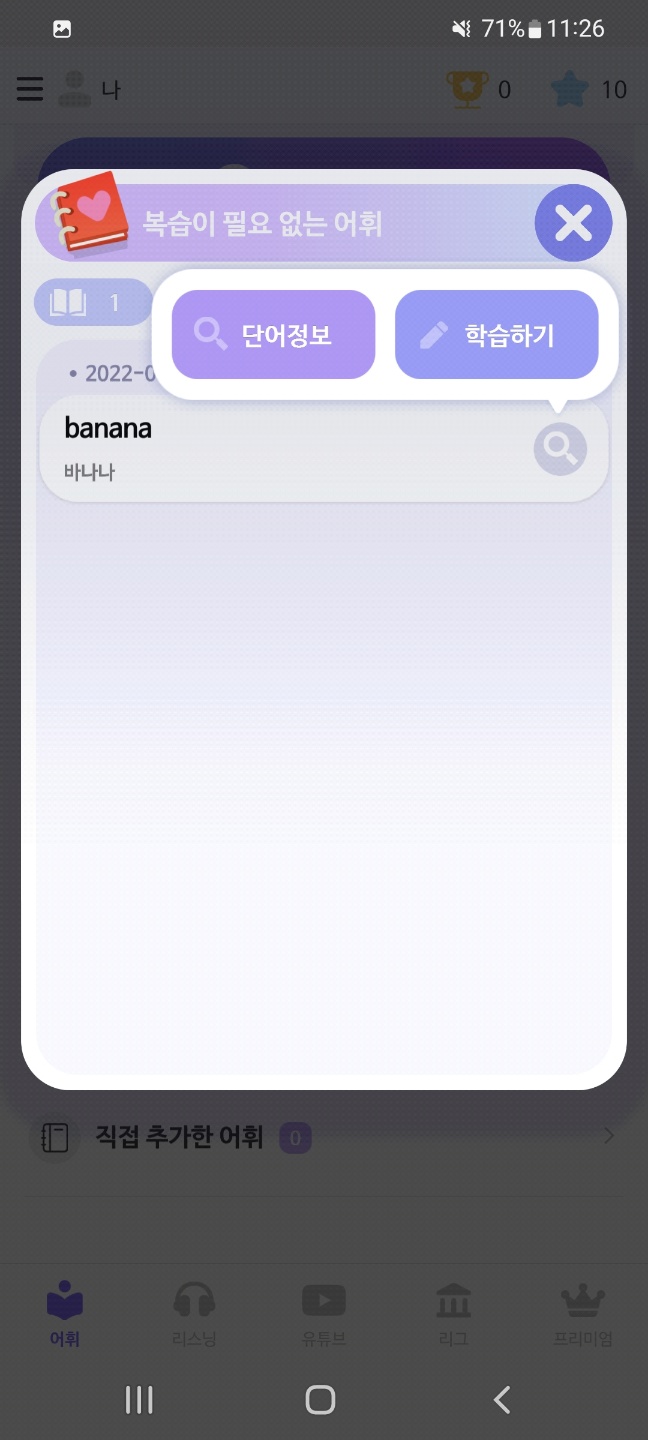 71% 11:26
나 0 10
복습이 필요 없는 어휘
1
단어정보 학습하기
• 2022-0
banana
바나나
직접 추가한 어휘 0
어휘 리스닝 유튜브 리그 프리미엄